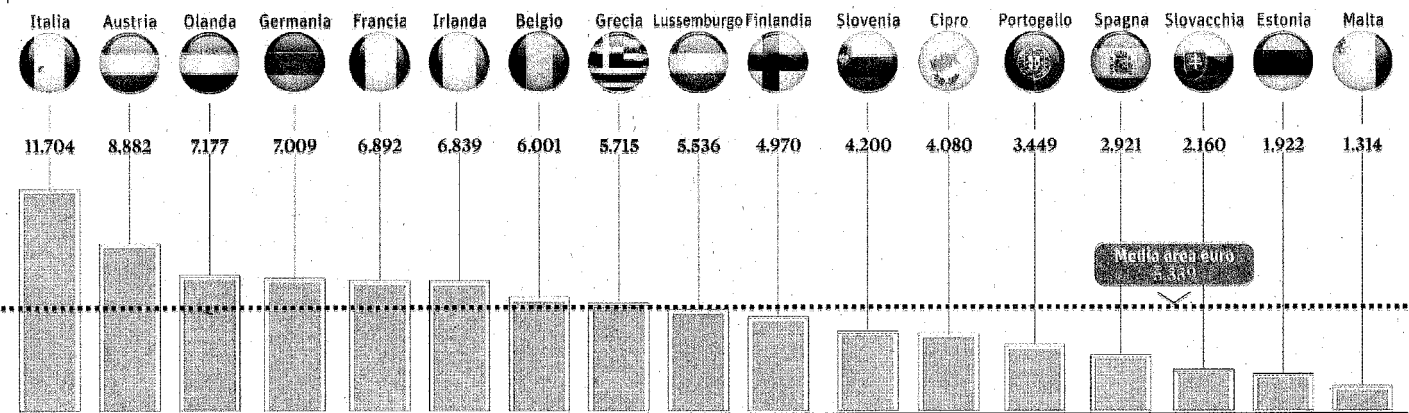 Italia Austria Olanda Germania Francia Irlanda Belgio Grecia Lussemburgo Finlandia Slovenia Cipro Portogallo Spagna Slovacchia Estonia Malta
11.704 8.882 7.177 7.009 6.892 6.839 6.001 5.715 5.536 4.970 4.200 4.080 3.449 2.921 2.160 1.922 1.314
Media area euro
5.339